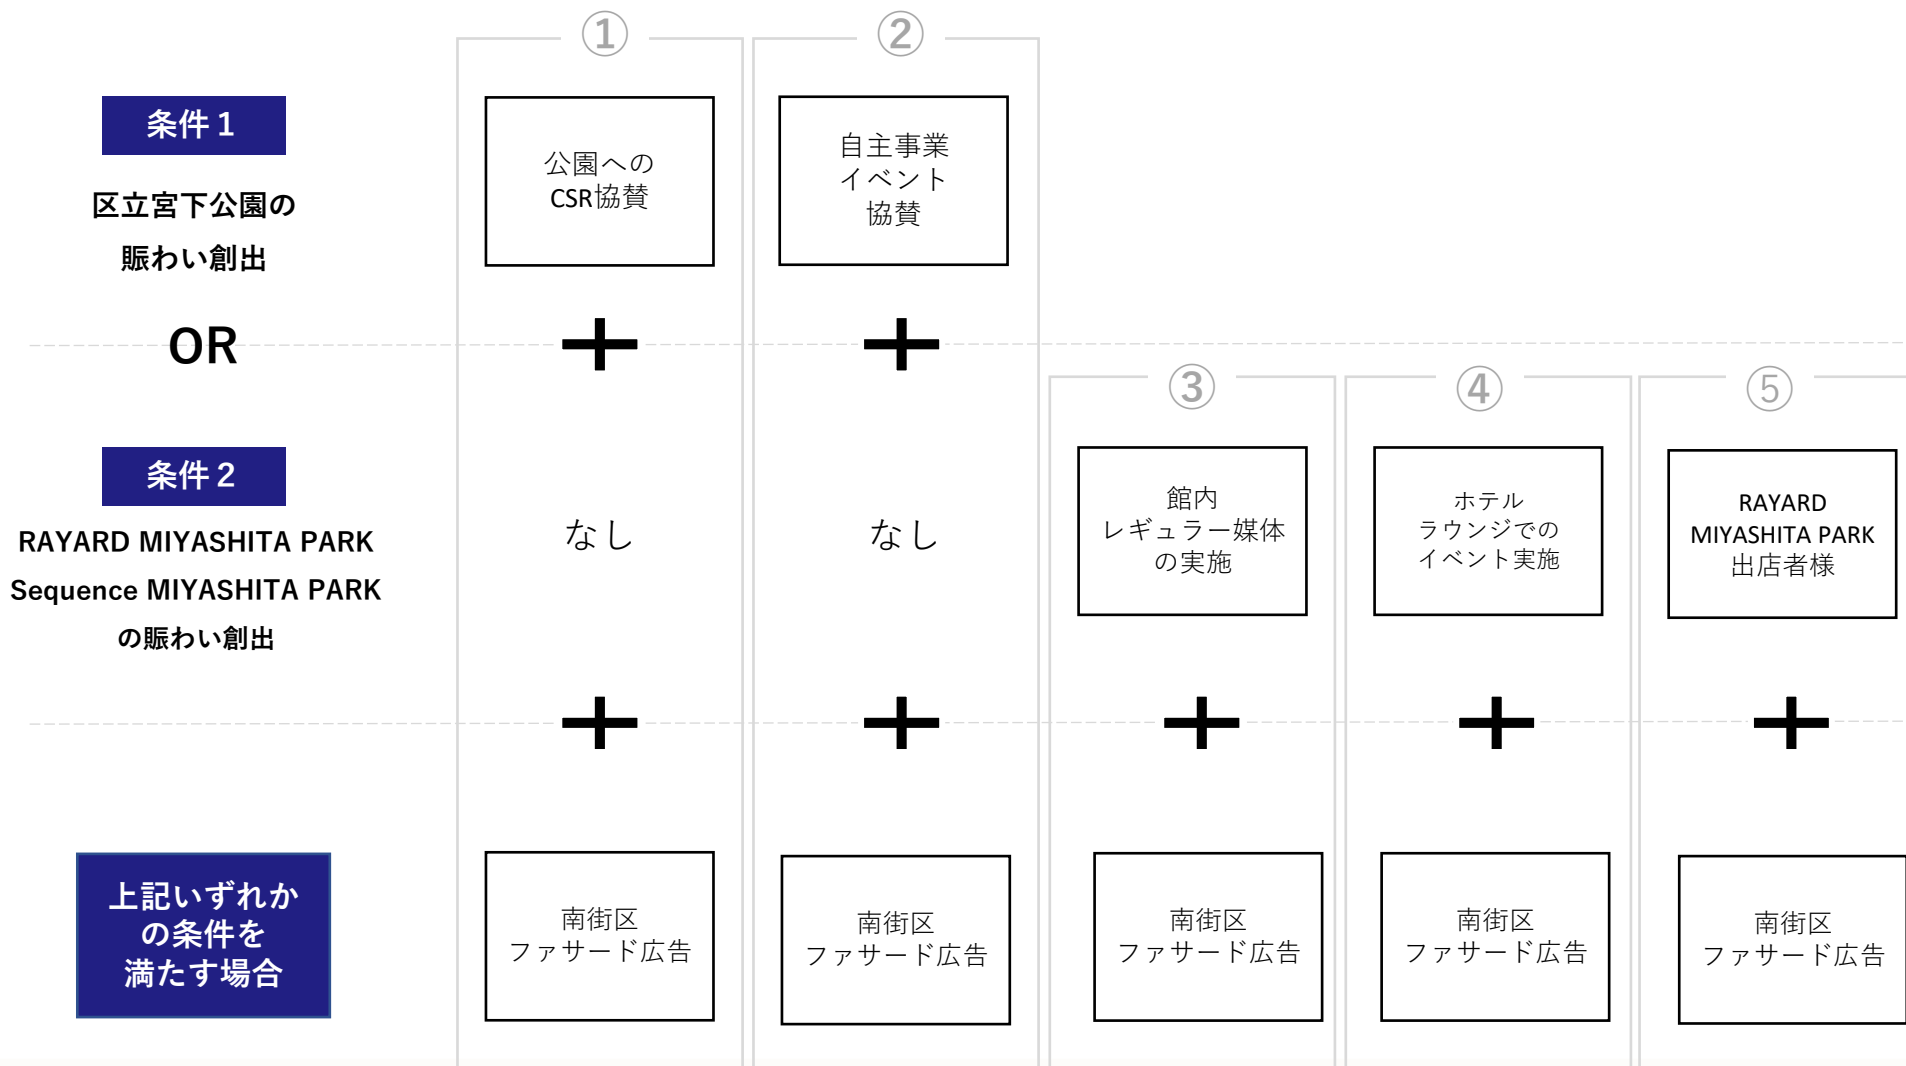 ①
②
条件１
区立宮下公園の
賑わい創出
公園への
CSR協賛
自主事業
イベント
協賛
OR
③
④
⑤
条件２
RAYARD MIYASHITA PARK
Sequence MIYASHITA PARK
の賑わい創出
なし
なし
館内
レギュラー媒体
の実施
ホテル
ラウンジでの
イベント実施
RAYARD
MIYASHITA PARK
出店者様
上記いずれか
の条件を
満たす場合
南街区
ファサード広告
南街区
ファサード広告
南街区
ファサード広告
南街区
ファサード広告
南街区
ファサード広告